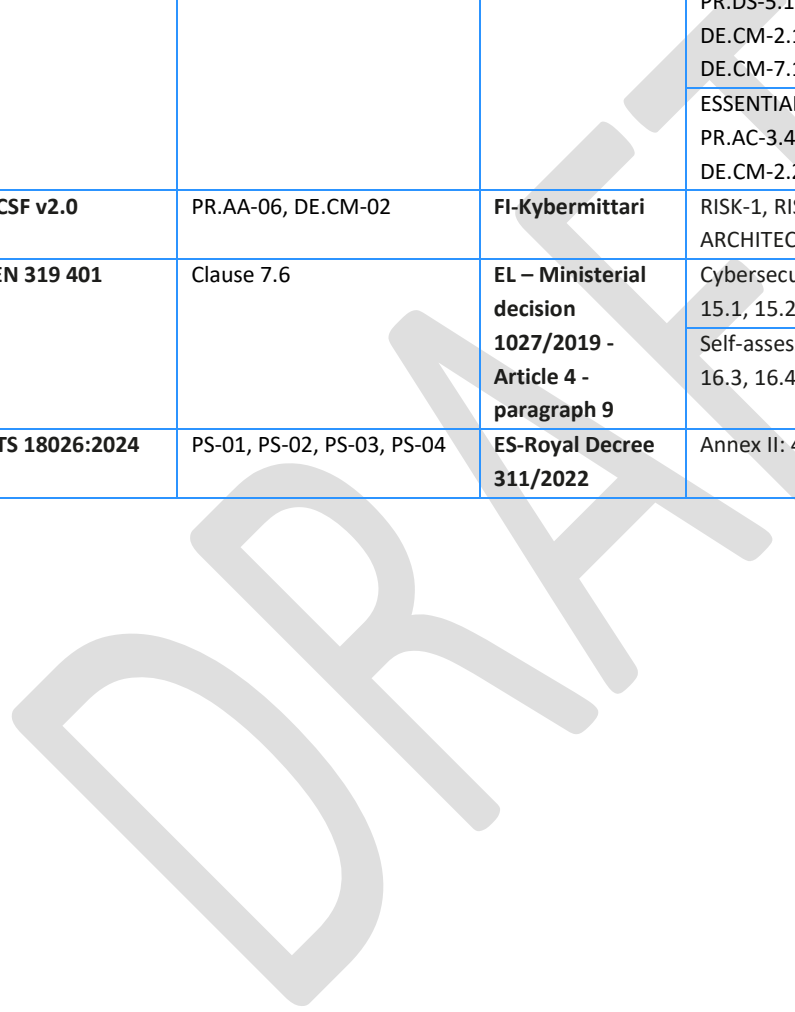 PR.DS-5.1
DE.CM-2.1
DE.CM-7.1
ESSENTIAL
PR.AC-3.4
DE.CM-2.2
CSF v2.0
PR.AA-06, DE.CM-02
FI-Kybermittari
RISK-1, RIS
ARCHITEC
EN 319 401
Clause 7.6
EL – Ministerial
decision
1027/2019 -
Article 4 -
paragraph 9
Cybersecu
15.1, 15.2
Self-asses
16.3, 16.4
TS 18026:2024
PS-01, PS-02, PS-03, PS-04
ES-Royal Decree
311/2022
Annex II: 4
DRAFT